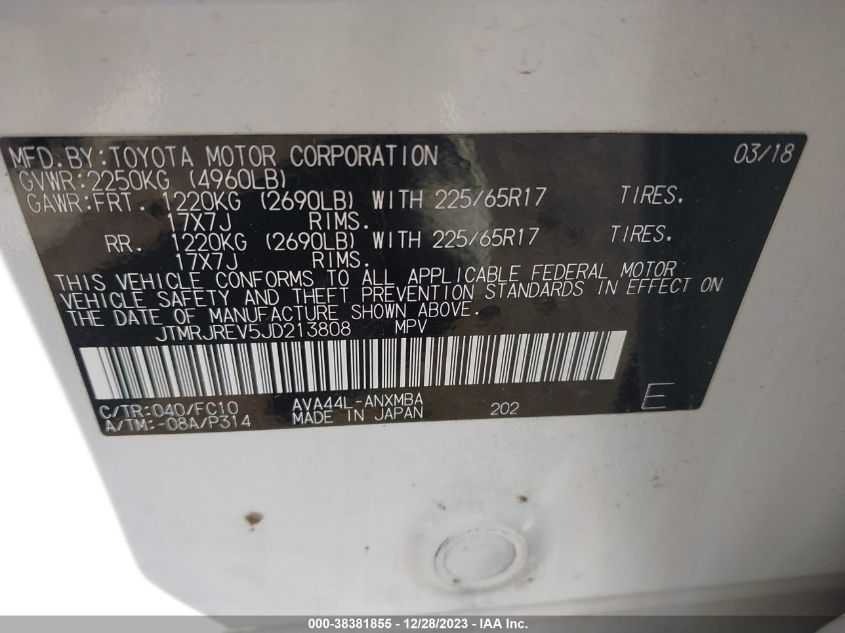 MFD.BY:TOYOTA MOTOR CORPORATION 03/18
GVWR:2250KG (4960LB)
GAWR:FRT. 1220KG (2690LB) WITH 225/65R17 TIRES.
17X7J RIMS.
RR. 1220KG (2690LB) WITH 225/65R17 TIRES.
17X7J RIMS.
THIS VEHICLE CONFORMS TO ALL APPLICABLE FEDERAL MOTOR
VEHICLE SAFETY AND THEFT PREVENTION STANDARDS IN EFFECT ON
THE DATE OF MANUFACTURE SHOWN ABOVE.
JTMRJREV5JD213808 MPV
C/TR:040/FC10 AVA44L-ANXMBA 202 E
A/TM:-08A/P314 MADE IN JAPAN
000-38381855 - 12/28/2023 - IAA Inc.